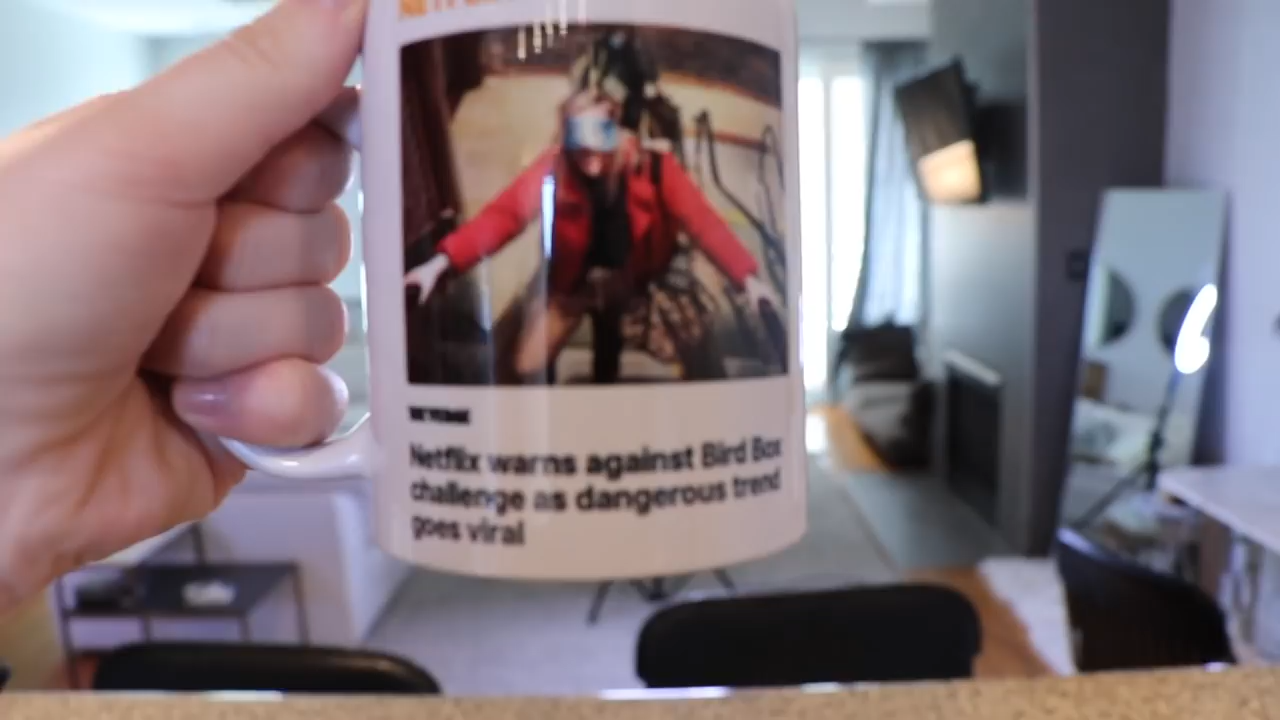 Netflix warns against Bird Box
challenge as dangerous trend
goes viral